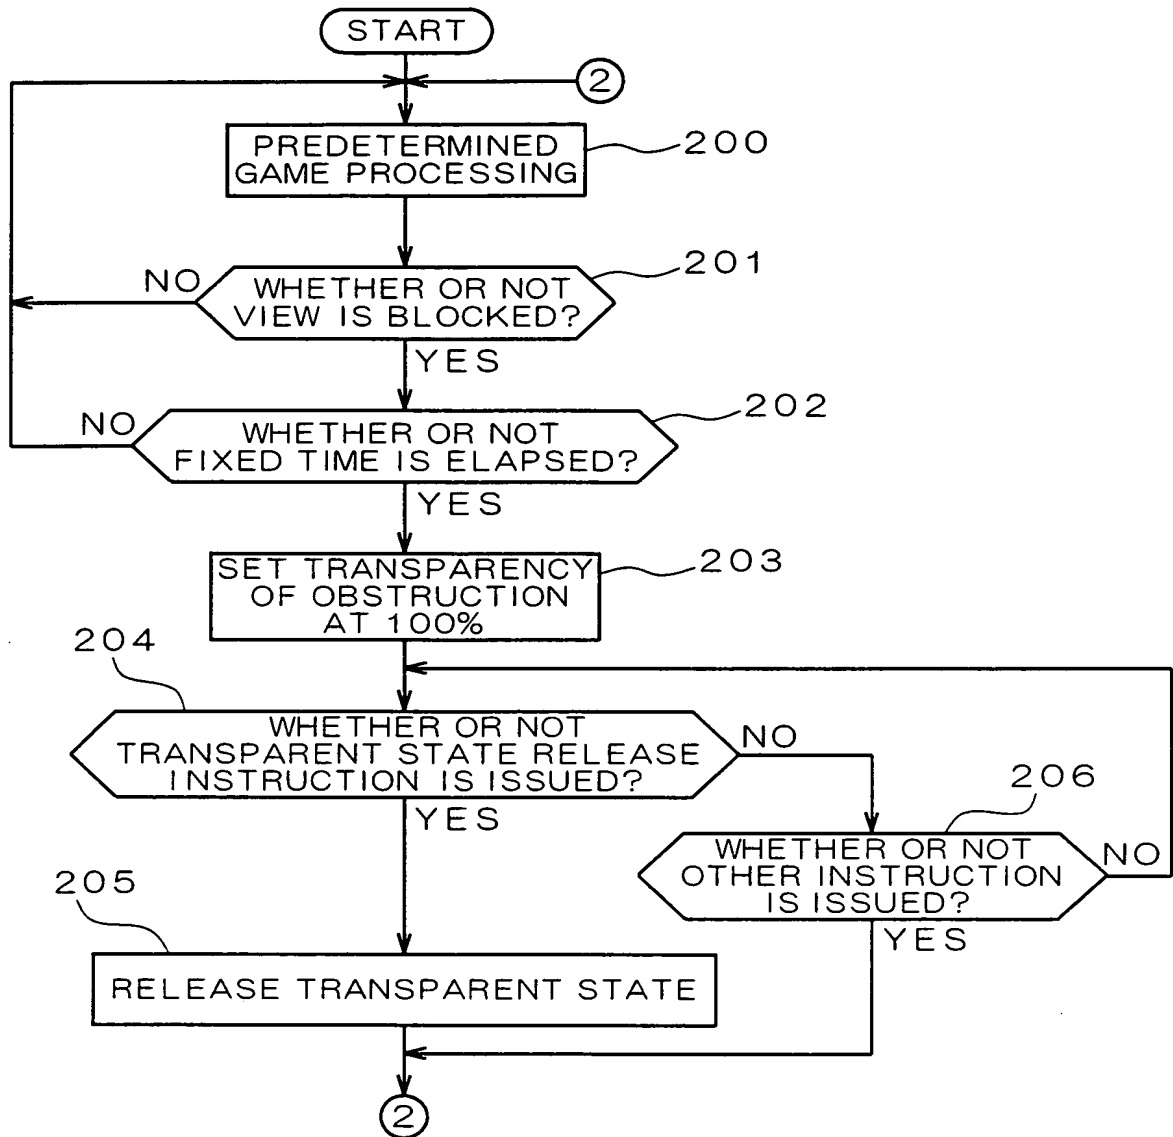 START
2
PREDETERMINED
GAME PROCESSING
200
201
NO
WHETHER OR NOT
VIEW IS BLOCKED?
YES
202
NO
WHETHER OR NOT
FIXED TIME IS ELAPSED?
YES
203
SET TRANSPARENCY
OF OBSTRUCTION
AT 100%
204
WHETHER OR NOT
TRANSPARENT STATE RELEASE
INSTRUCTION IS ISSUED?
NO
YES
206
WHETHER OR NOT
OTHER INSTRUCTION
IS ISSUED?
NO
YES
205
RELEASE TRANSPARENT STATE
2